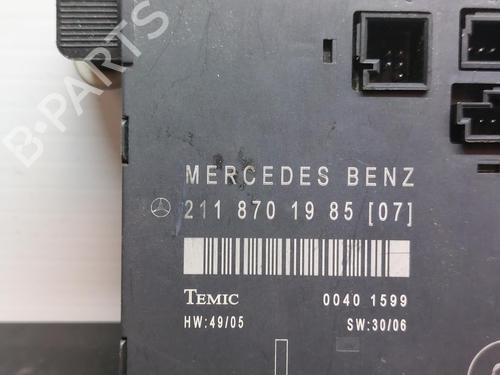 B-PARTS
MERCEDES BENZ
211 870 19 85 [07]
TEMIC 0040 1599
HW:49/05 SW:30/06